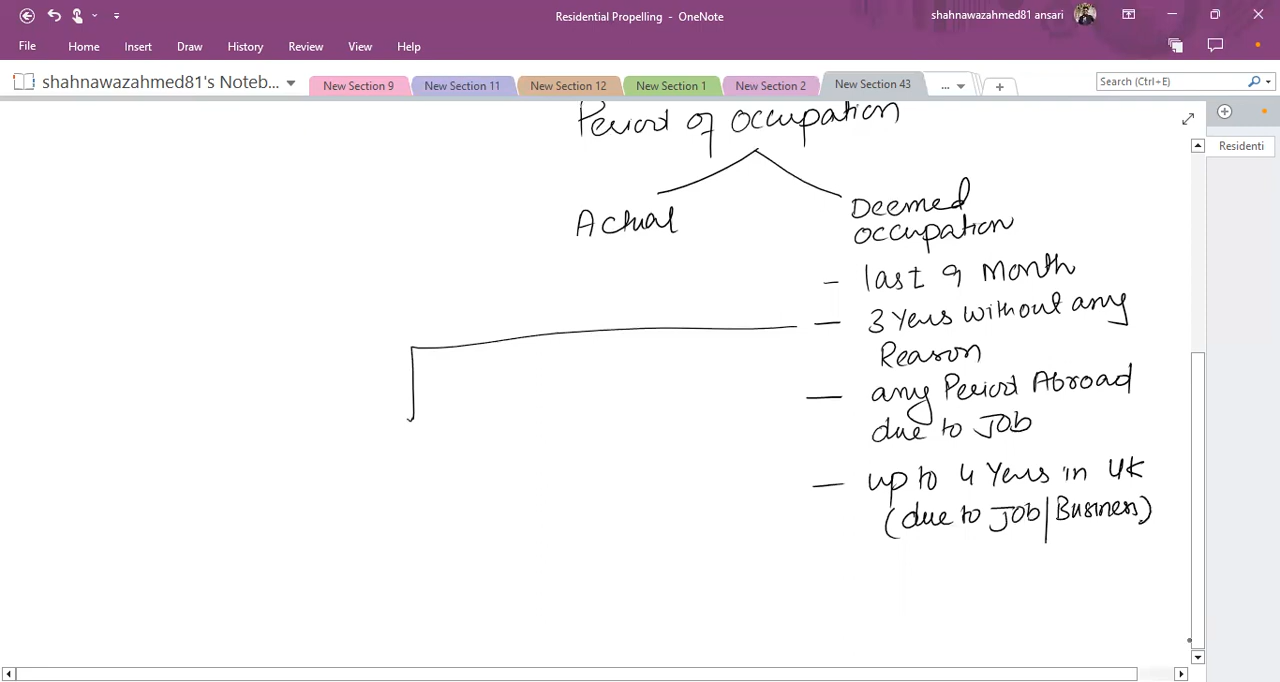 Residential Propelling - OneNote
shahnawazahmed81 ansari
File Home Insert Draw History Review View Help
shahnawazahmed81's Noteb...
New Section 9
New Section 11
New Section 12
New Section 1
New Section 2
New Section 43
...
Search (Ctrl+E)
Residenti
Period of occupation
Actual
Deemed
occupation
- last 9 Month
- 3 Yers without any
Reason
- any Period Abroad
due to JOB
- up to 4 Yers in UK
(due to JOB|Business)